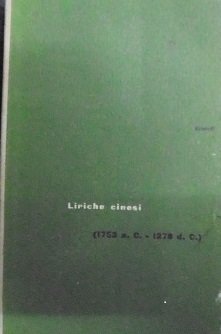 Liriche cinesi
(1753 a. C. - 1278 d. C.)